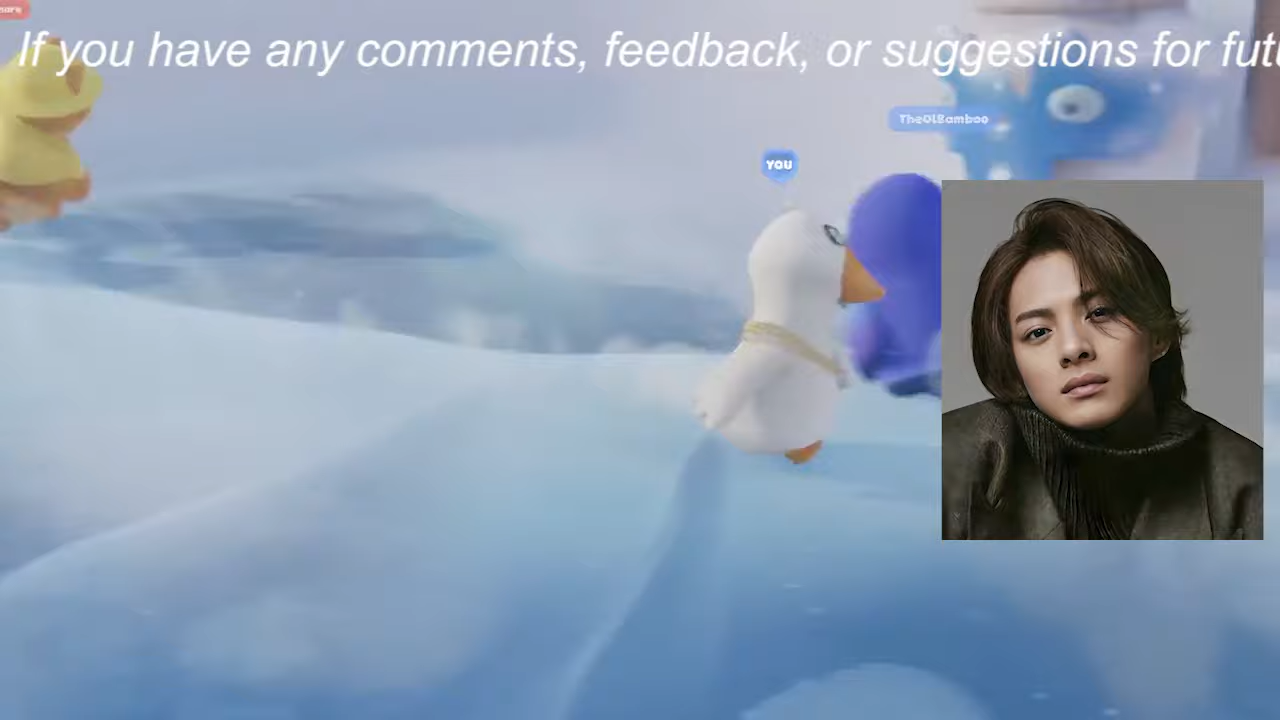 If you have any comments, feedback, or suggestions for futu
TheOlBamboo
YOU